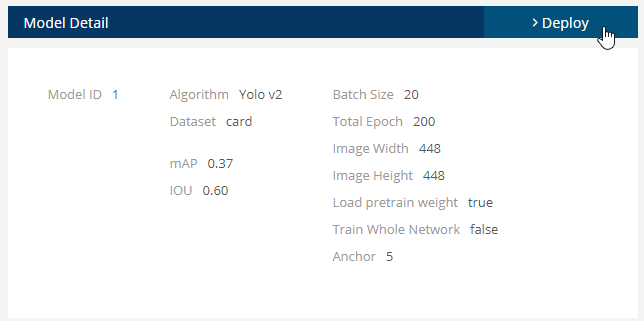 Model Detail
> Deploy
Model ID 1
Algorithm Yolo v2
Dataset card
mAP 0.37
IOU 0.60
Batch Size 20
Total Epoch 200
Image Width 448
Image Height 448
Load pretrain weight true
Train Whole Network false
Anchor 5